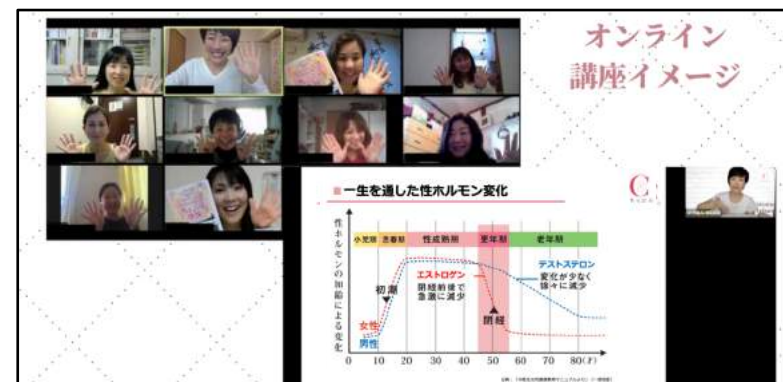 オンライン
講座イメージ
■一生を通した性ホルモン変化
C
性ホルモンの加齢による変化
小児期 思春期 性成熟期 更年期 老年期
エストロゲン
閉経前後で
急激に減少
テストステロン
変化が少なく
徐々に減少
初潮
閉経
女性
男性
0 10 20 30 40 50 60 70 80(才)